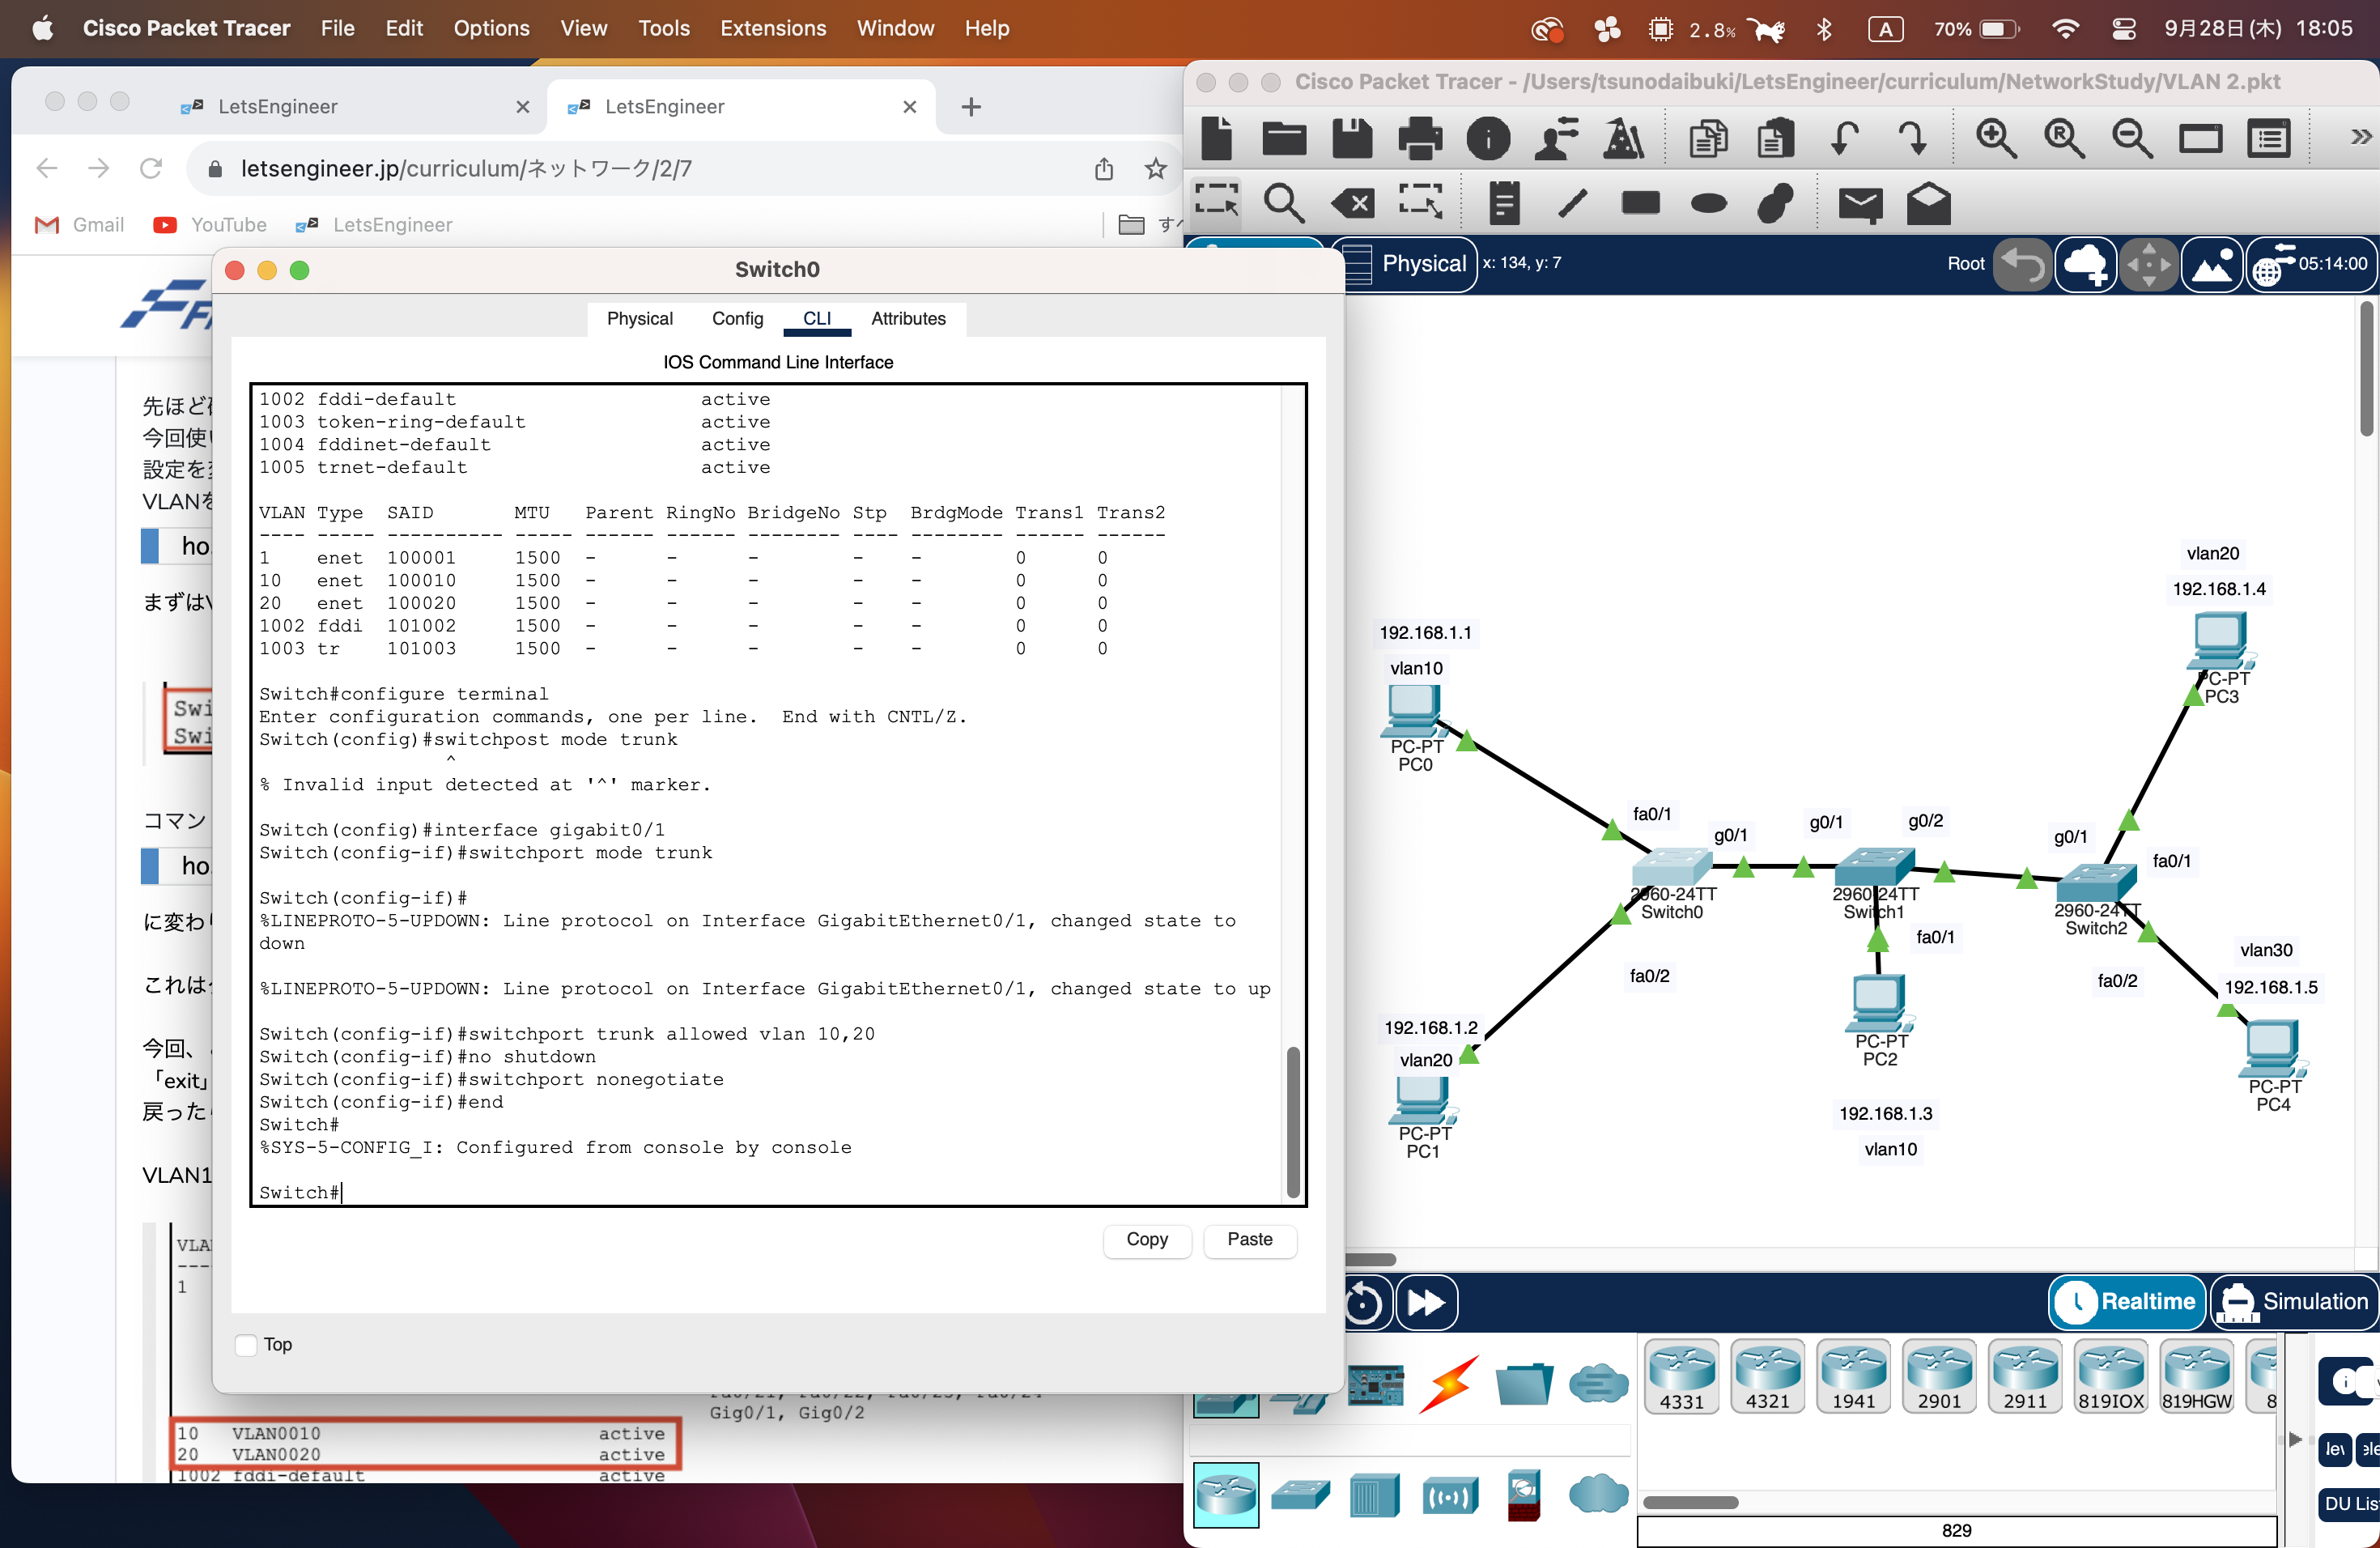 Cisco Packet Tracer File Edit Options View Tools Extensions Window Help
2.8% A 70% 9月28日(木) 18:05
LetsEngineer
LetsEngineer
letsengineer.jp/curriculum/ネットワーク/2/7
Gmail YouTube LetsEngineer
先ほど
今回使
設定を
VLANを
ho
まずは
Swi
Swi
コマン
ho
に変わ
これは
今回、
「exit」
戻った
VLAN1
VLA
----
1
Gig0/1, Gig0/2
10 VLAN0010 active
20 VLAN0020 active
1002 fddi-default active
Switch0
Physical Config CLI Attributes
IOS Command Line Interface
1002 fddi-default active
1003 token-ring-default active
1004 fddinet-default active
1005 trnet-default active
VLAN Type SAID MTU Parent RingNo BridgeNo Stp BrdgMode Trans1 Trans2
---- ----- ---------- ----- ------ ------ -------- ---- -------- ------ ------
1 enet 100001 1500 - - - - - 0 0
10 enet 100010 1500 - - - - - 0 0
20 enet 100020 1500 - - - - - 0 0
1002 fddi 101002 1500 - - - - - 0 0
1003 tr 101003 1500 - - - - - 0 0
Switch#configure terminal
Enter configuration commands, one per line. End with CNTL/Z.
Switch(config)#switchpost mode trunk
^
% Invalid input detected at '^' marker.
Switch(config)#interface gigabit0/1
Switch(config-if)#switchport mode trunk
Switch(config-if)#
%LINEPROTO-5-UPDOWN: Line protocol on Interface GigabitEthernet0/1, changed state to
down
%LINEPROTO-5-UPDOWN: Line protocol on Interface GigabitEthernet0/1, changed state to up
Switch(config-if)#switchport trunk allowed vlan 10,20
Switch(config-if)#no shutdown
Switch(config-if)#switchport nonegotiate
Switch(config-if)#end
Switch#
%SYS-5-CONFIG_I: Configured from console by console
Switch#
Copy Paste
Top
Cisco Packet Tracer - /Users/tsunodaibuki/LetsEngineer/curriculum/NetworkStudy/VLAN 2.pkt
Physical x: 134, y: 7 Root 05:14:00
vlan20
192.168.1.4
PC-PT
PC3
192.168.1.1
vlan10
PC-PT
PC0
fa0/1
g0/1
g0/1
g0/2
g0/1
fa0/1
2960-24TT
Switch0
2960-24TT
Switch1
2960-24TT
Switch2
fa0/2
fa0/1
fa0/2
vlan30
192.168.1.5
PC-PT
PC4
192.168.1.2
vlan20
PC-PT
PC1
PC-PT
PC2
192.168.1.3
vlan10
Realtime Simulation
4331 4321 1941 2901 2911 819IOX 819HGW 8
DU Lis
829